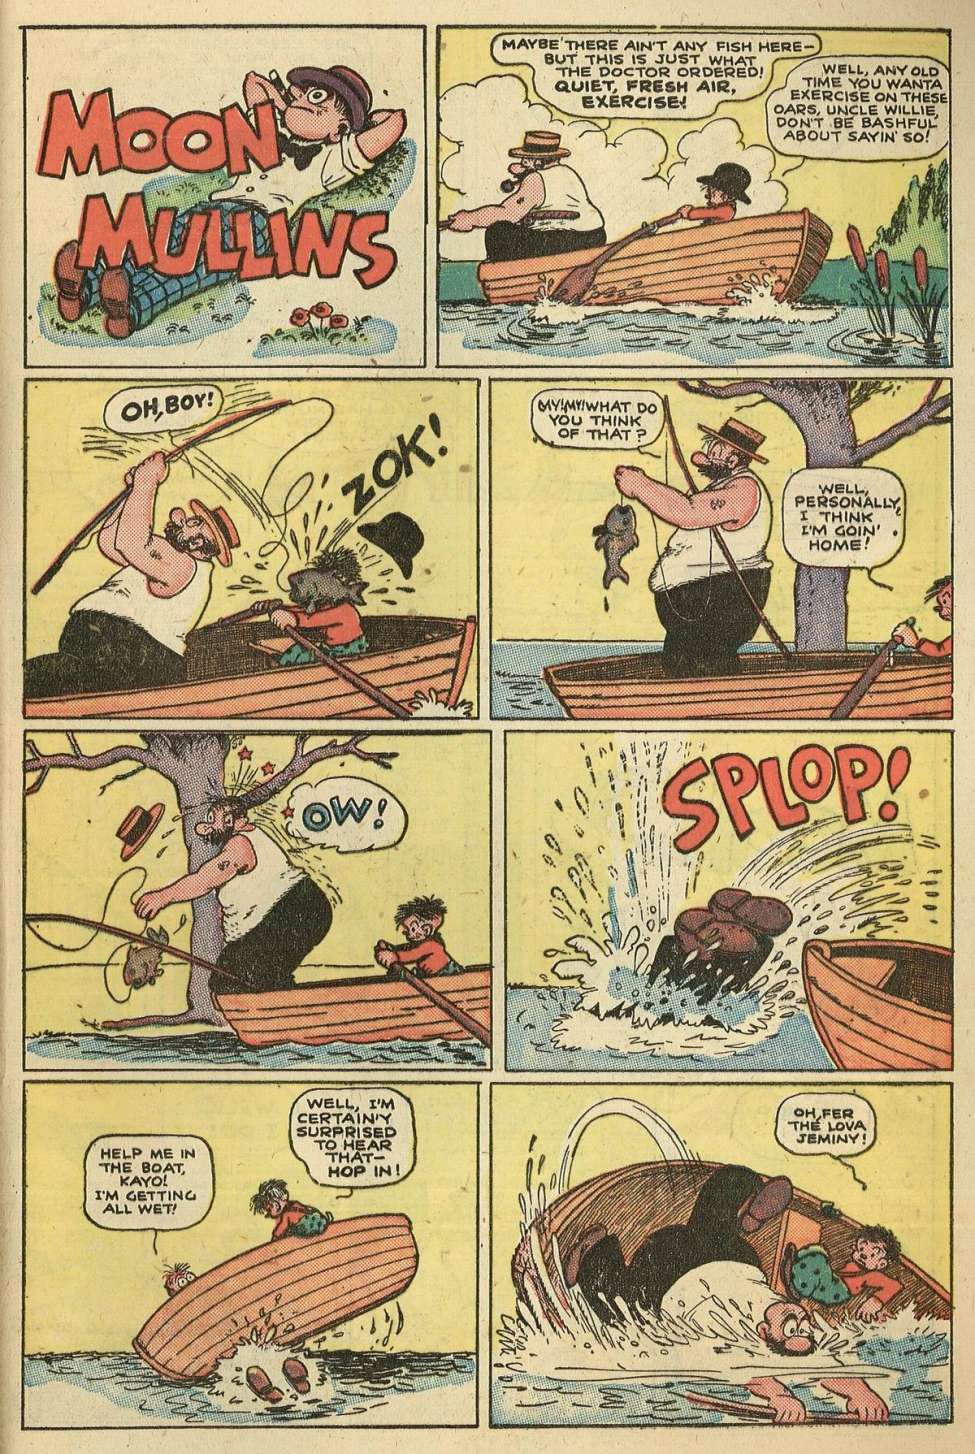 MOON
MULLINS
MAYBE THERE AIN'T ANY FISH HERE-
BUT THIS IS JUST WHAT
THE DOCTOR ORDERED!
QUIET, FRESH AIR,
EXERCISE!
WELL, ANY OLD
TIME YOU WANTA
EXERCISE ON THESE
OARS, UNCLE WILLIE,
DON'T BE BASHFUL
ABOUT SAYIN' SO!
OH, BOY!
ZOK!
MY!MY!WHAT DO
YOU THINK
OF THAT?
WELL,
PERSONALLY,
I THINK
I'M GOIN'
HOME!
OW!
SPLOP!
HELP ME IN
THE BOAT,
KAYO!
I'M GETTING
ALL WET!
WELL, I'M
CERTAIN'Y
SURPRISED
TO HEAR
THAT-
HOP IN!
OH, FER
THE LOVA
JEMINY!